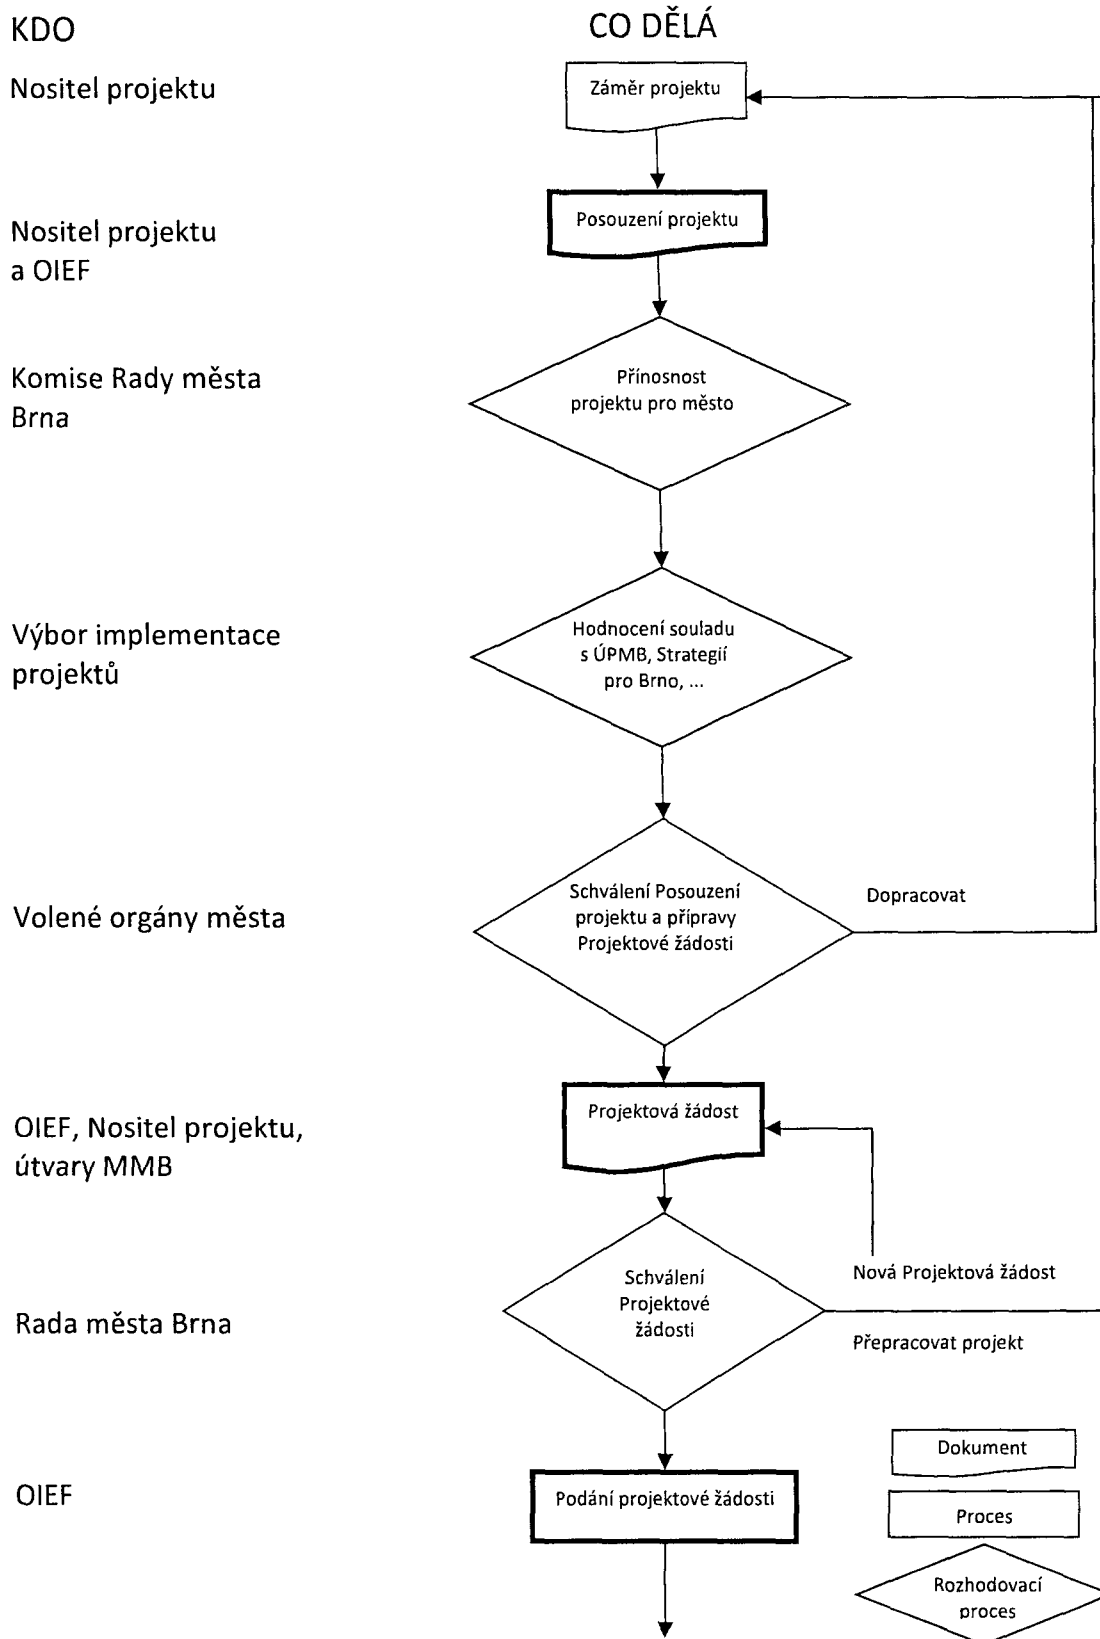 KDO
CO DĚLÁ
Nositel projektu
Záměr projektu
Nositel projektu
a OIEF
Posouzení projektu
Komise Rady města
Brna
Přínosnost
projektu pro město
Výbor implementace
projektů
Hodnocení souladu
s ÚPMB, Strategií
pro Brno, ...
Volené orgány města
Schválení Posouzení
projektu a přípravy
Projektové žádosti
Dopracovat
OIEF, Nositel projektu,
útvary MMB
Projektová žádost
Nová Projektová žádost
Rada města Brna
Schválení
Projektové
žádosti
Přepracovat projekt
OIEF
Podání projektové žádosti
Dokument
Proces
Rozhodovací
proces